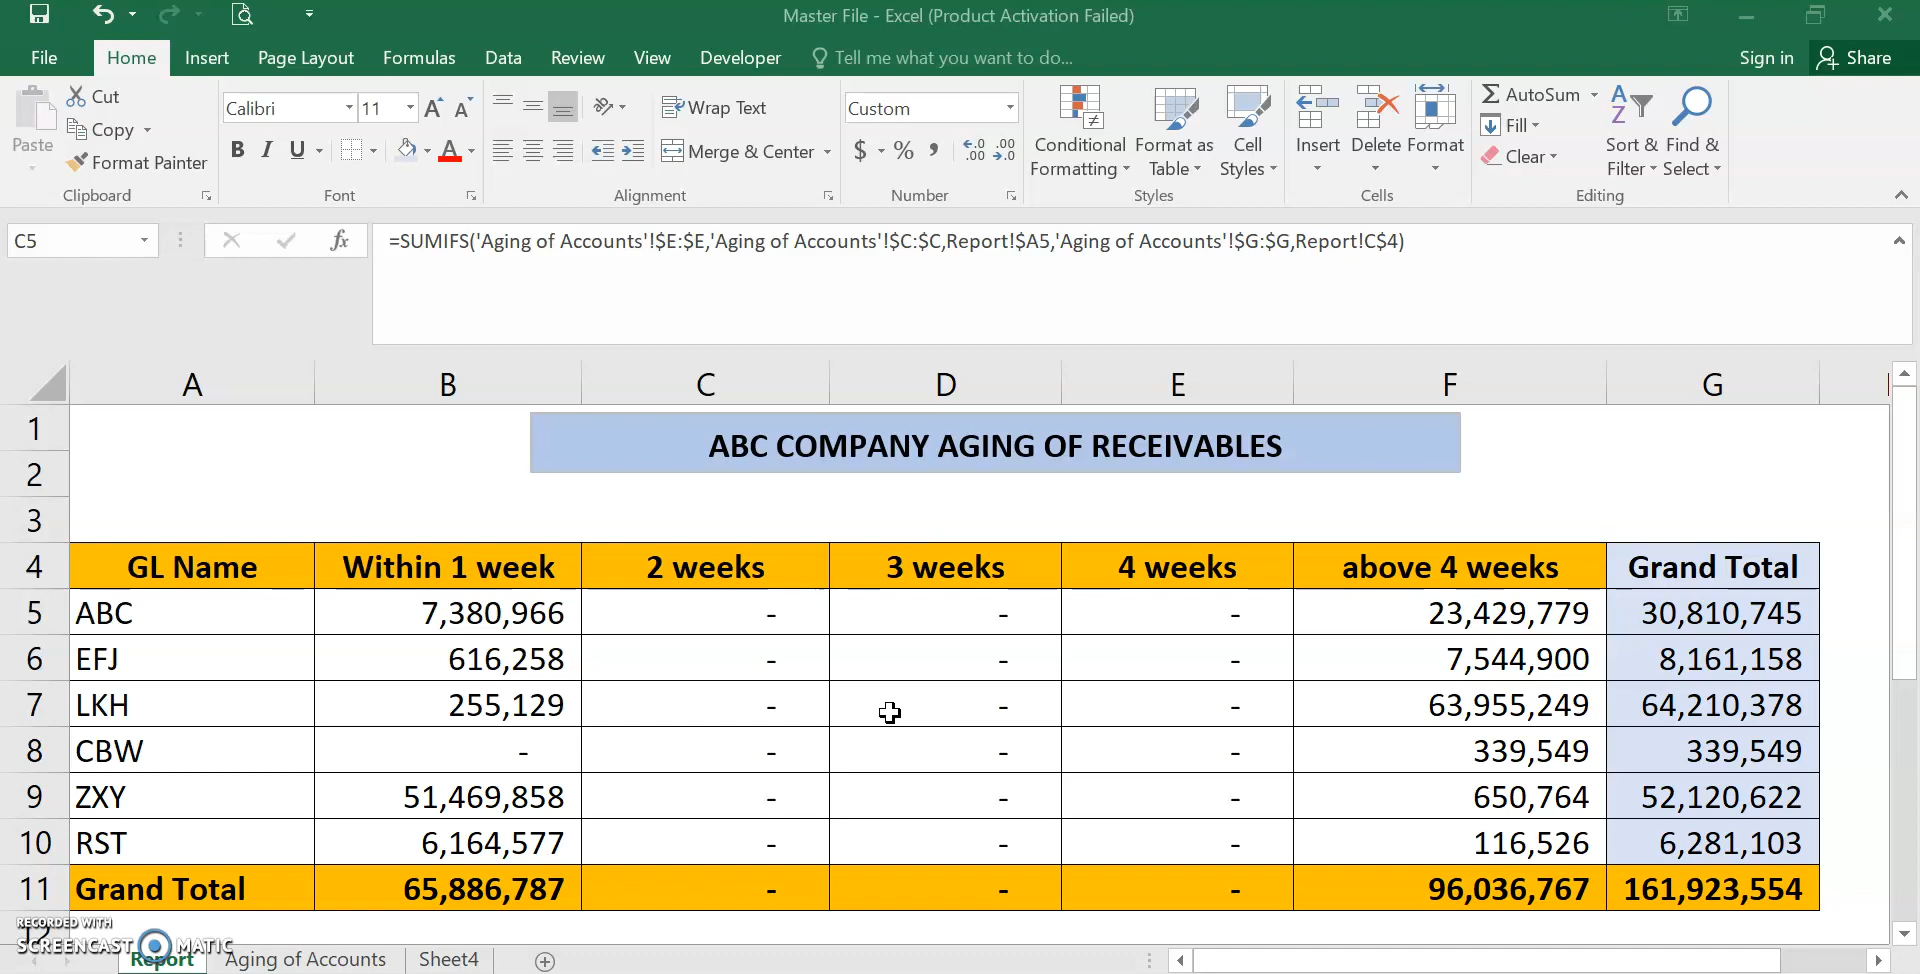 Master File - Excel (Product Activation Failed)
File Home Insert Page Layout Formulas Data Review View Developer Tell me what you want to do... Sign in Share
Paste Cut Copy Format Painter Clipboard
Calibri 11 A A B I U A Font
Wrap Text Merge & Center Alignment
Custom $ % , .0 .00 .00 .0 Number
Conditional Formatting Format as Table Cell Styles Styles
Insert Delete Format Cells
AutoSum Fill Clear Sort & Filter Find & Select Editing
C5 fx =SUMIFS('Aging of Accounts'!$E:$E,'Aging of Accounts'!$C:$C,Report!$A5,'Aging of Accounts'!$G:$G,Report!C$4)
A B C D E F G
1 ABC COMPANY AGING OF RECEIVABLES
2
3
4 GL Name Within 1 week 2 weeks 3 weeks 4 weeks above 4 weeks Grand Total
5 ABC 7,380,966 - - - 23,429,779 30,810,745
6 EFJ 616,258 - - - 7,544,900 8,161,158
7 LKH 255,129 - - - 63,955,249 64,210,378
8 CBW - - - - 339,549 339,549
9 ZXY 51,469,858 - - - 650,764 52,120,622
10 RST 6,164,577 - - - 116,526 6,281,103
11 Grand Total 65,886,787 - - - 96,036,767 161,923,554
12
RECORDED WITH
SCREENCAST MATIC
Report Aging of Accounts Sheet4